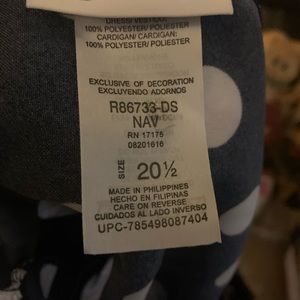 DRESS/VESTIDO:
100% POLYESTER/POLIESTER
CARDIGAN/ CARDIGAN:
100% POLYESTER/POLIESTER
EXCLUSIVE OF DECORATION
EXCLUYENDO ADORNOS
R86733-DS
NAV
RN 17175
08201616
SIZE 20½
MADE IN PHILIPPINES
HECHO EN FILIPINAS
CARE ON REVERSE
CUIDADOS AL LADO INVERSO
UPC-785498087404